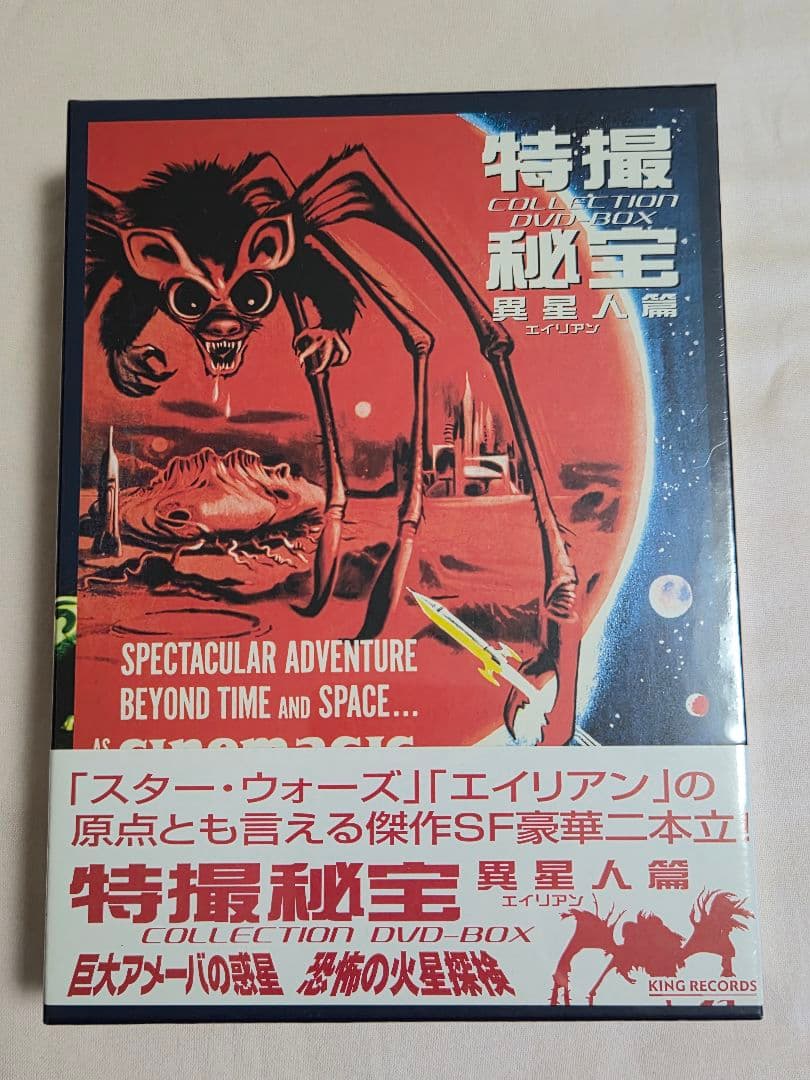 特撮
COLLECTION
DVD-BOX
秘宝
異星人篇
エイリアン
SPECTACULAR ADVENTURE
BEYOND TIME AND SPACE...
AS cinemagic
「スター・ウォーズ」「エイリアン」の
原点とも言える傑作SF豪華二本立!
特撮秘宝 異星人篇
エイリアン
COLLECTION DVD-BOX
巨大アメーバの惑星 恐怖の火星探検
KING RECORDS